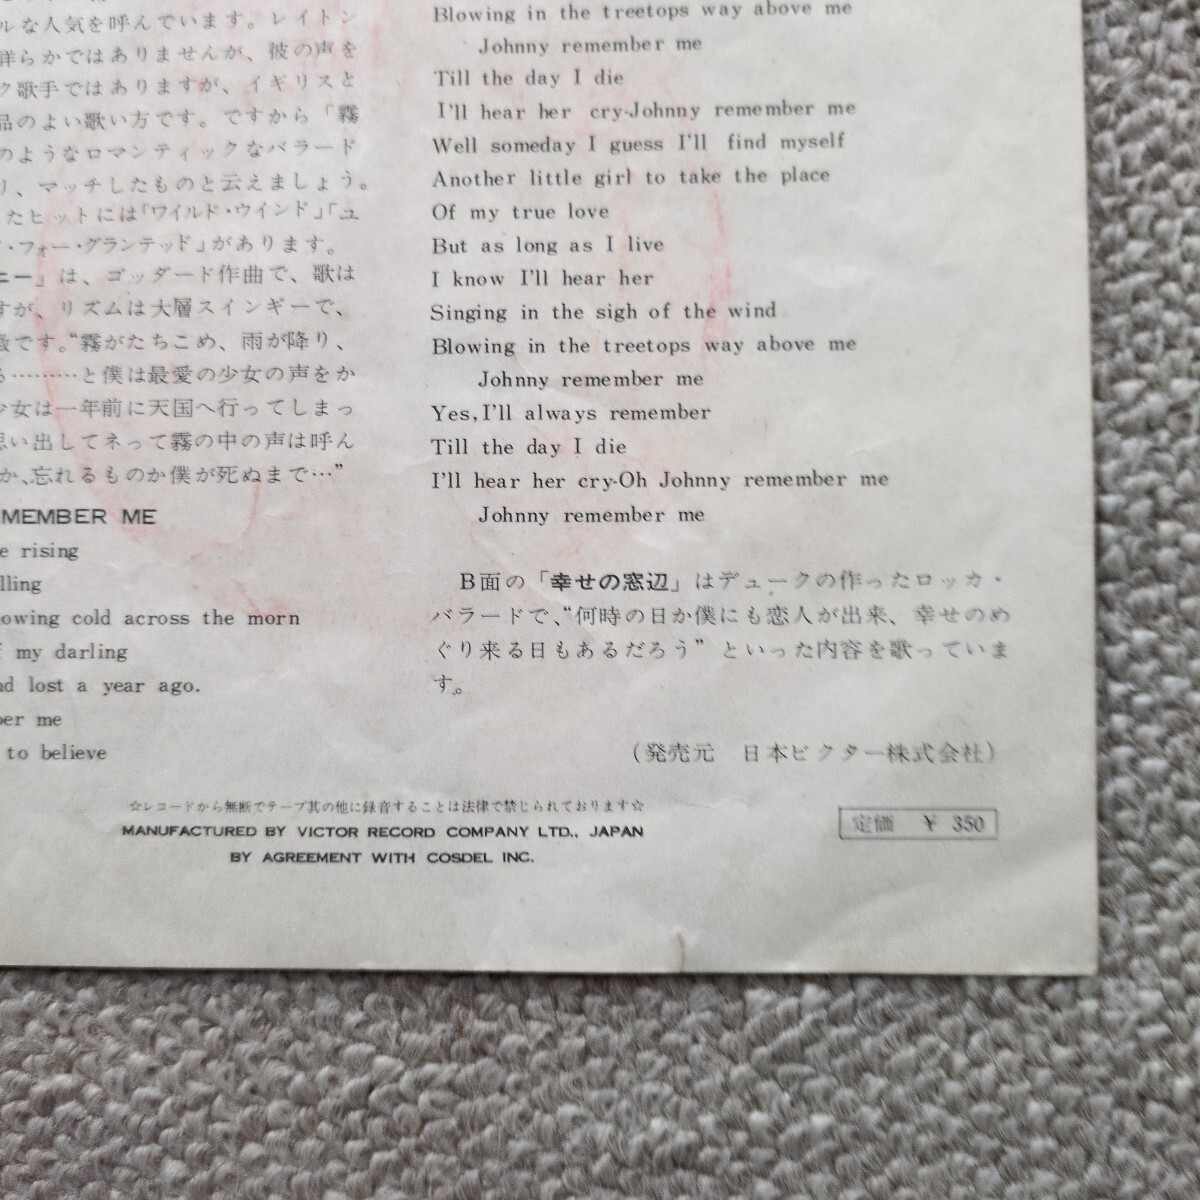 ルな人気を呼んでいます。レイトン
詳らかではありませんが、彼の声を
ク歌手ではありますが、イギリスと
品のよい歌い方です。ですから「霧
のようなロマンティックなバラード
り、マッチしたものと云えましょう。
たヒットには「ワイルド・ウインド」「ユ
・フォー・グランテッド」があります。
ニー」は、ゴッダード作曲で、歌は
すが、リズムは大層スインギーで、
徴です。“霧がたちこめ、雨が降り、
る………と僕は最愛の少女の声をか
少女は一年前に天国へ行ってしまっ
思い出してネって霧の中の声は呼ん
か、忘れるものか僕が死ぬまで…”
MEMBER ME
e rising
lling
lowing cold across the morn
f my darling
nd lost a year ago.
ber me
to believe
Blowing in the treetops way above me
Johnny remember me
Till the day I die
I'll hear her cry-Johnny remember me
Well someday I guess I'll find myself
Another little girl to take the place
Of my true love
But as long as I live
I know I'll hear her
Singing in the sigh of the wind
Blowing in the treetops way above me
Johnny remember me
Yes, I'll always remember
Till the day I die
I'll hear her cry-Oh Johnny remember me
Johnny remember me
B面の「幸せの窓辺」はデュークの作ったロッカ・
バラードで、“何時の日か僕にも恋人が出来、幸せのめ
ぐり来る日もあるだろう”といった内容を歌っていま
す。
（発売元 日本ビクター株式会社）
☆レコードから無断でテープ其の他に録音することは法律で禁じられております☆
MANUFACTURED BY VICTOR RECORD COMPANY LTD., JAPAN
BY AGREEMENT WITH COSDEL INC.
定価 ¥ 350